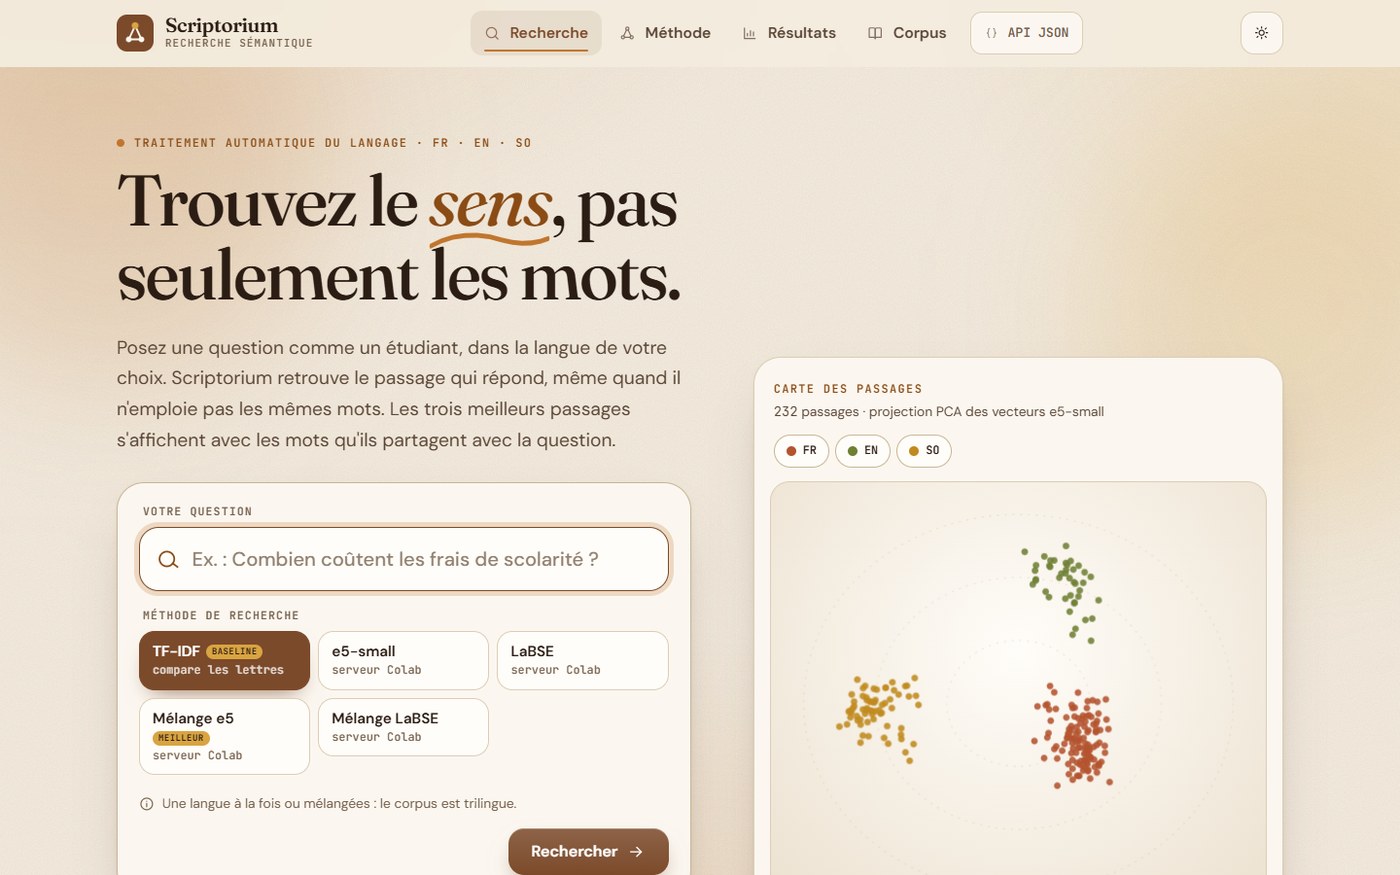 Scriptorium
RECHERCHE SÉMANTIQUE
Recherche
Méthode
Résultats
Corpus
{} API JSON
TRAITEMENT AUTOMATIQUE DU LANGAGE · FR · EN · SO
Trouvez le sens, pas
seulement les mots.
Posez une question comme un étudiant, dans la langue de votre
choix. Scriptorium retrouve le passage qui répond, même quand il
n'emploie pas les mêmes mots. Les trois meilleurs passages
s'affichent avec les mots qu'ils partagent avec la question.
VOTRE QUESTION
Ex. : Combien coûtent les frais de scolarité ?
MÉTHODE DE RECHERCHE
TF-IDF BASELINE
compare les lettres
e5-small
serveur Colab
LaBSE
serveur Colab
Mélange e5
MEILLEUR
serveur Colab
Mélange LaBSE
serveur Colab
Une langue à la fois ou mélangées : le corpus est trilingue.
Rechercher →
CARTE DES PASSAGES
232 passages · projection PCA des vecteurs e5-small
FR
EN
SO